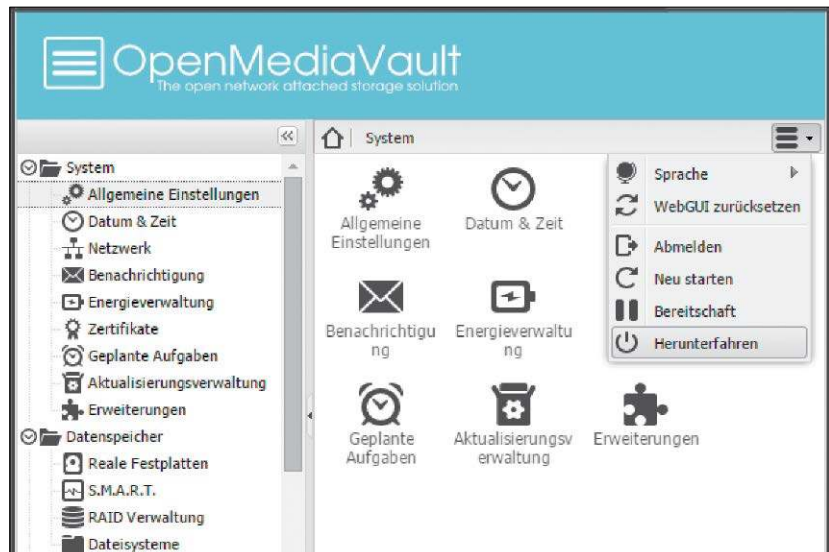 OpenMediaVault
The open network attached storage solution
System
System
Allgemeine Einstellungen
Datum & Zeit
Netzwerk
Benachrichtigung
Energieverwaltung
Zertifikate
Geplante Aufgaben
Aktualisierungsverwaltung
Erweiterungen
Datenspeicher
Reale Festplatten
S.M.A.R.T.
RAID Verwaltung
Dateisysteme
Allgemeine
Einstellungen
Datum & Zeit
Benachrichtigu
ng
Energieverwaltu
ng
Geplante
Aufgaben
Aktualisierungsv
erwaltung
Erweiterungen
Sprache
WebGUI zurücksetzen
Abmelden
Neu starten
Bereitschaft
Herunterfahren